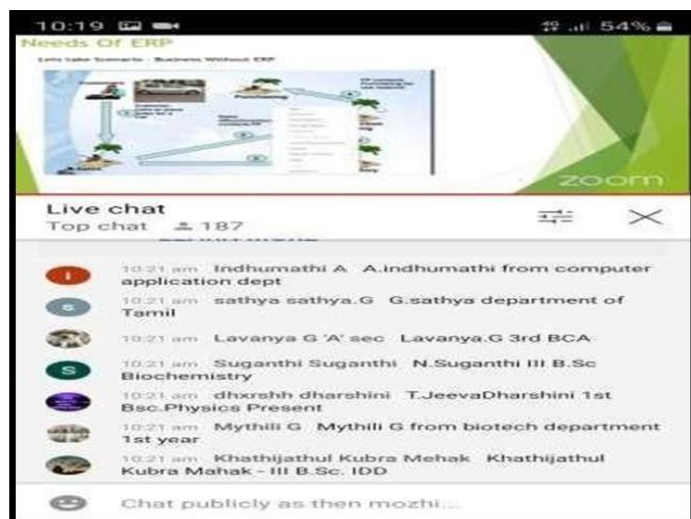 10:19
54%
Needs Of ERP
Lets take Scenario - Business Without ERP
Purchasing
zoom
Live chat
Top chat 187
I
10:21 am Indhumathi A A.indhumathi from computer
application dept
s
10:21 am sathya sathya.G G.sathya department of
Tamil
10:21 am Lavanya G 'A' sec Lavanya.G 3rd BCA
S
10:21 am Suganthi Suganthi N.Suganthi III B.Sc
Biochemistry
10:21 am dhxrshh dharshini T.JeevaDharshini 1st
Bsc.Physics Present
10:21 am Mythili G Mythili G from biotech department
1st year
10:21 am Khathijathul Kubra Mehak Khathijathul
Kubra Mahak - III B.Sc. IDD
Chat publicly as then mozhi...